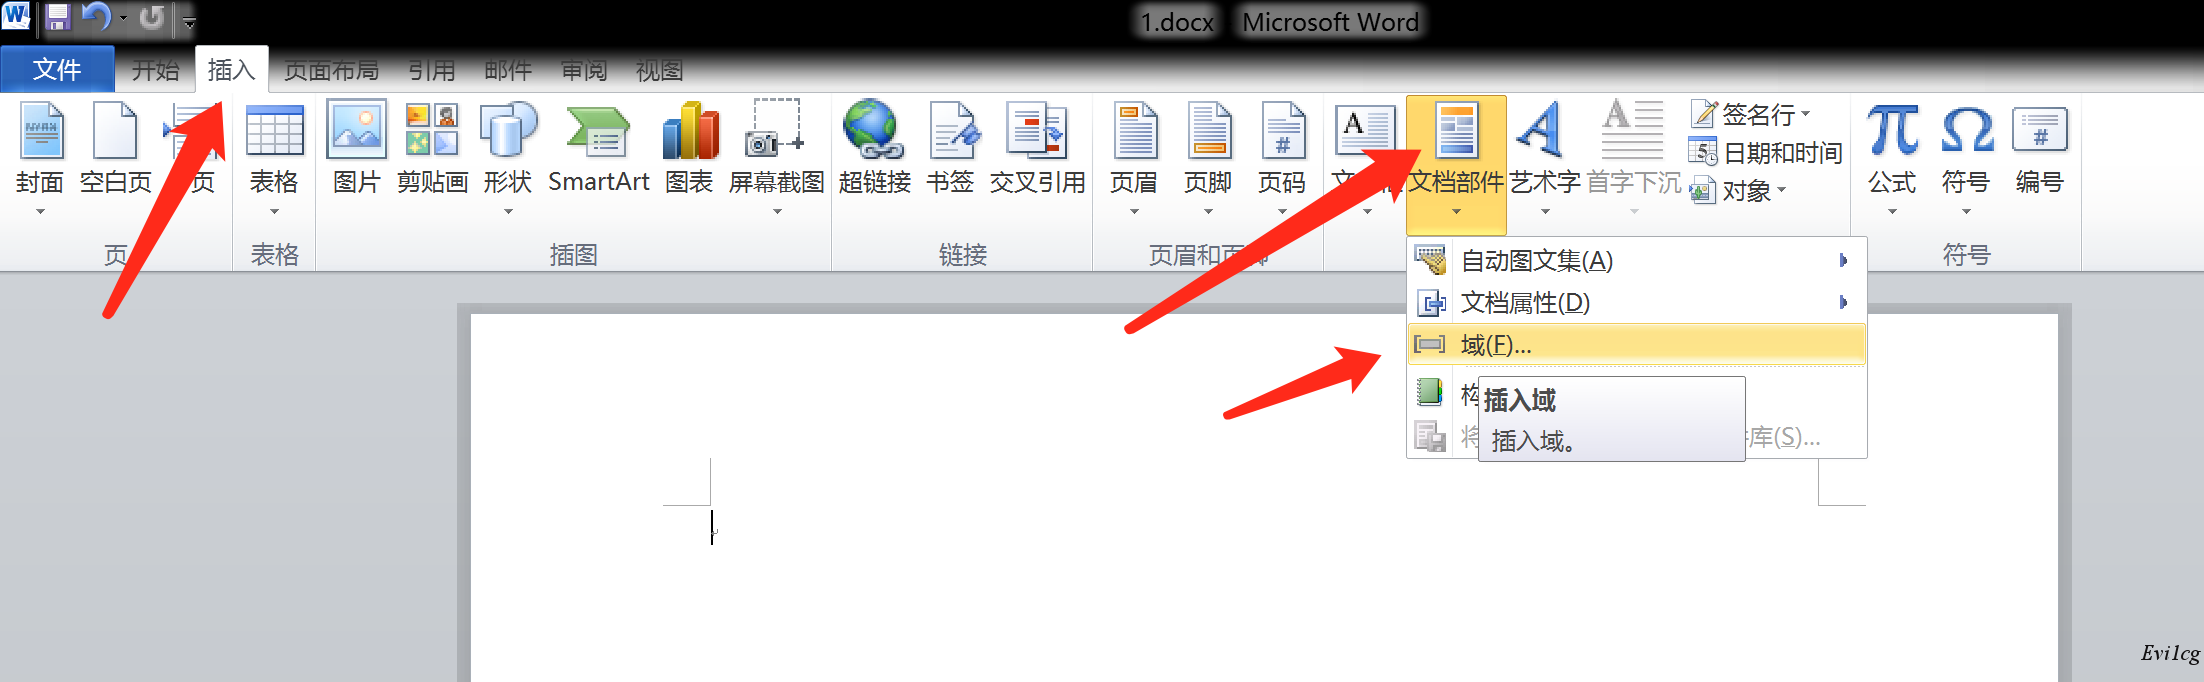 1.docx Microsoft Word
文件 开始 插入 页面布局 引用 邮件 审阅 视图
签名行
日期和时间
对象
封面 空白页 页 表格 图片 剪贴画 形状 SmartArt 图表 屏幕截图 超链接 书签 交叉引用 页眉 页脚 页码 文 文档部件 艺术字 首字下沉 公式 符号 编号
页 表格 插图 链接 页眉和页 符号
自动图文集(A)
文档属性(D)
域(F)...
构
插入域
将 库(S)...
插入域。
Evi1cg